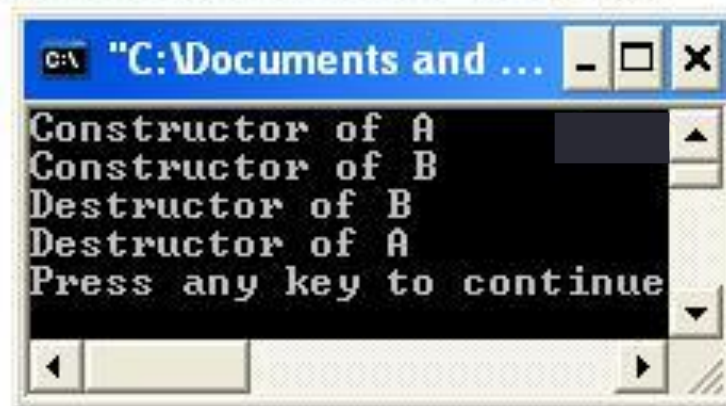 C:\ "C:\Documents and ...
Constructor of A
Constructor of B
Destructor of B
Destructor of A
Press any key to continue